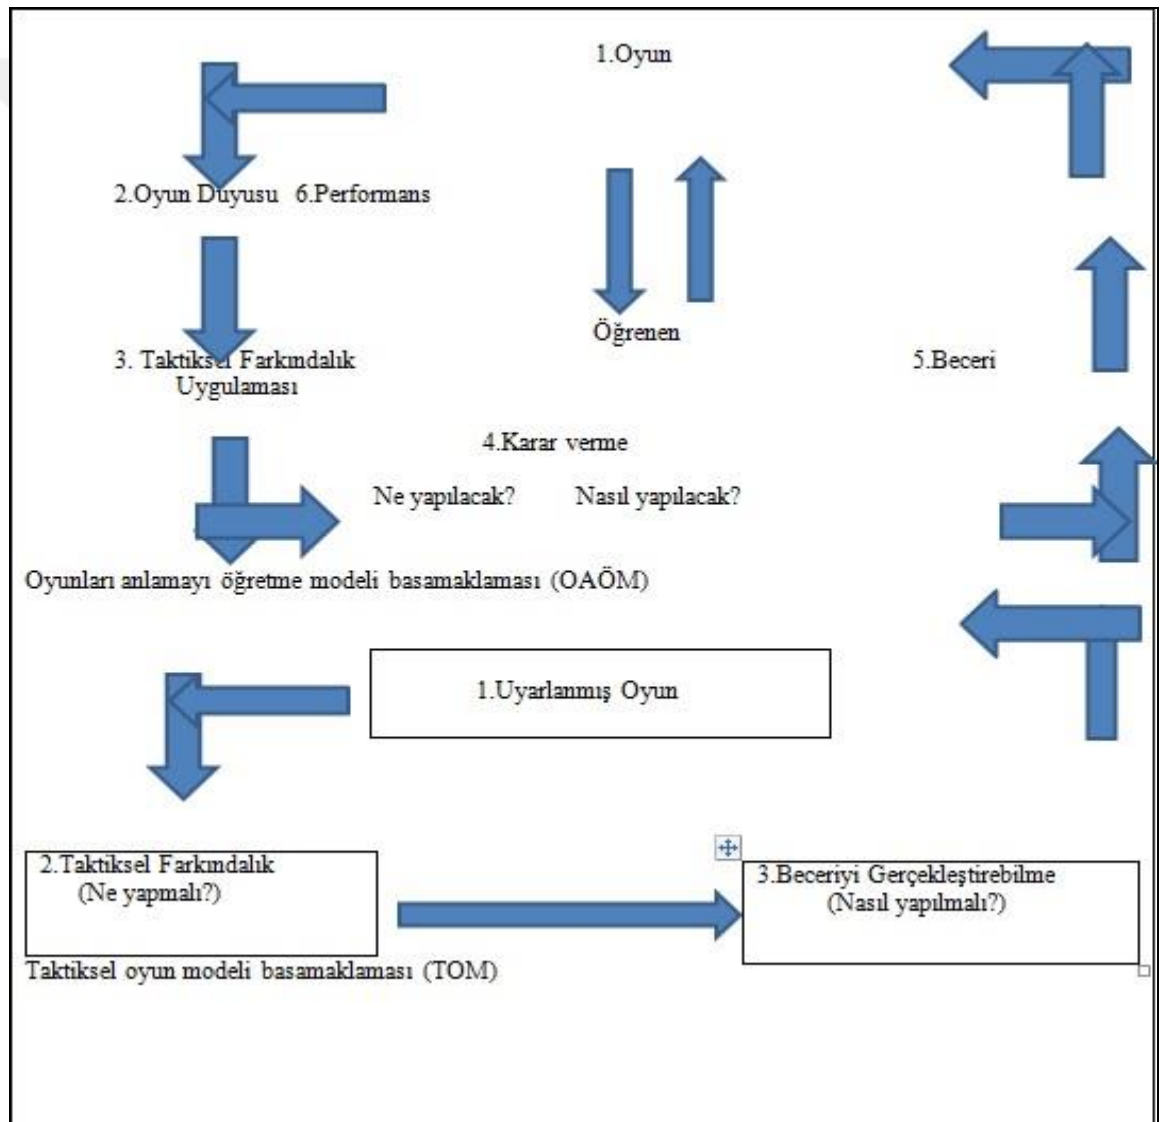 1.Oyun
2.Oyun Duyusu 6.Performans
Öğrenen
3. Taktiksel Farkındalık
Uygulaması
5.Beceri
4.Karar verme
Ne yapılacak? Nasıl yapılacak?
Oyunları anlamayı öğretme modeli basamaklaması (OAÖM)
1.Uyarlanmış Oyun
2.Taktiksel Farkındalık
(Ne yapmalı?)
3.Beceriyi Gerçekleştirebilme
(Nasıl yapılmalı?)
Taktiksel oyun modeli basamaklaması (TOM)